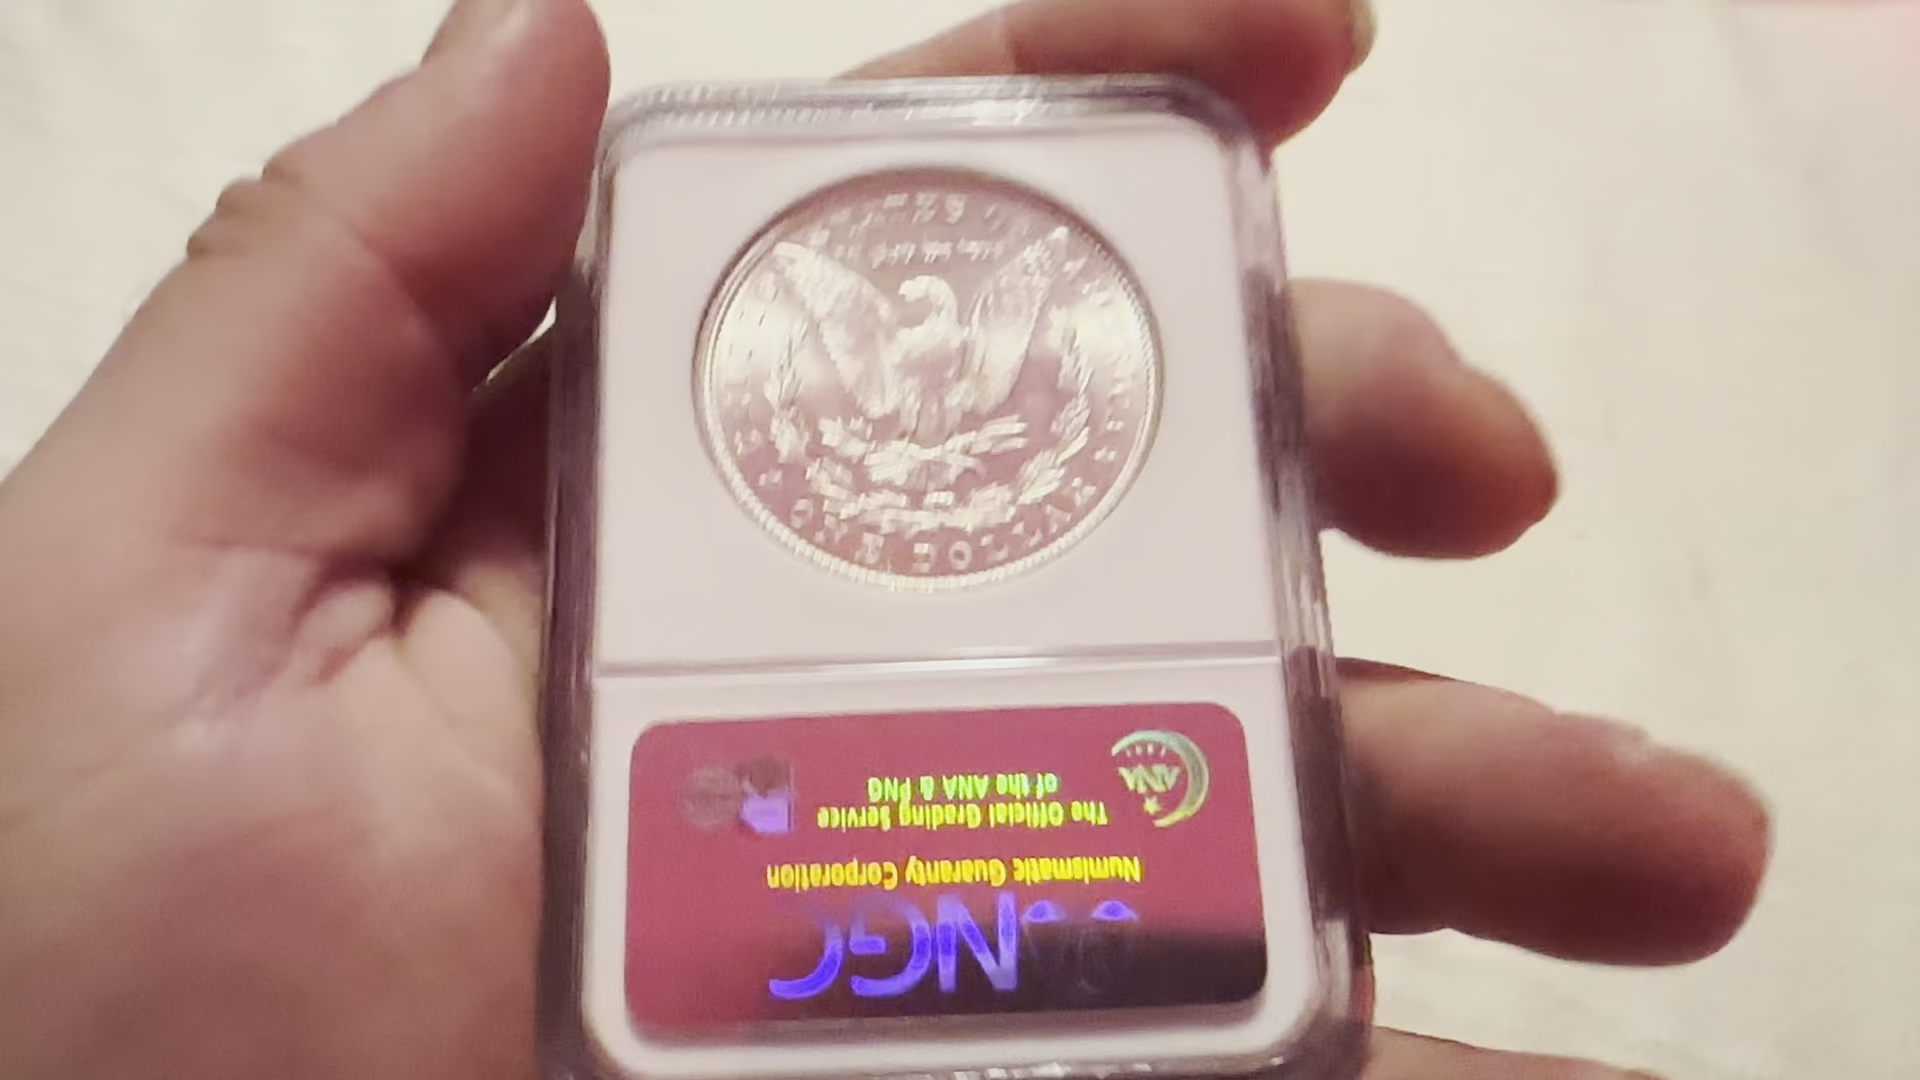 ONE DOLLAR
NGC
Numismatic Guaranty Corporation
The Official Grading Service
of the ANA & PNG
ANA